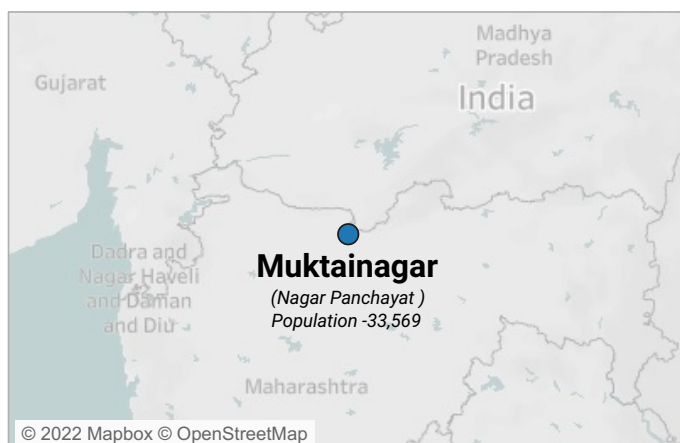 Madhya
Pradesh
Gujarat
India
Dadra and
Nagar Haveli
and Daman
and Diu
Muktainagar
(Nagar Panchayat )
Population -33,569
Maharashtra
© 2022 Mapbox © OpenStreetMap